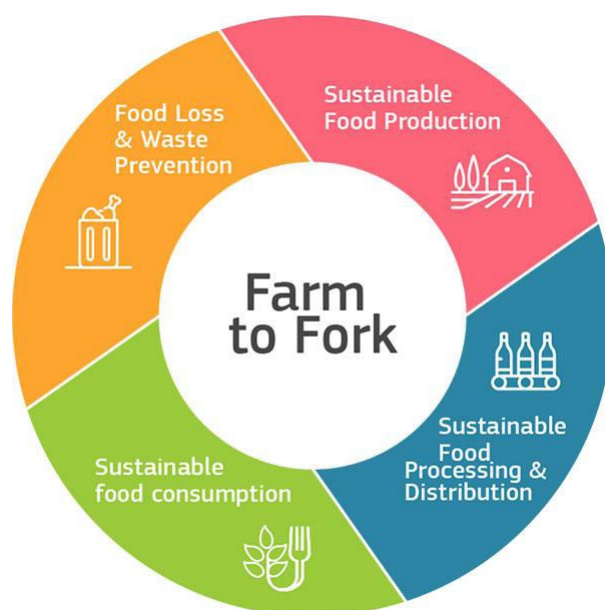 Food Loss
& Waste
Prevention
Sustainable
Food Production
Farm
to Fork
Sustainable
Food
Processing &
Distribution
Sustainable
food consumption